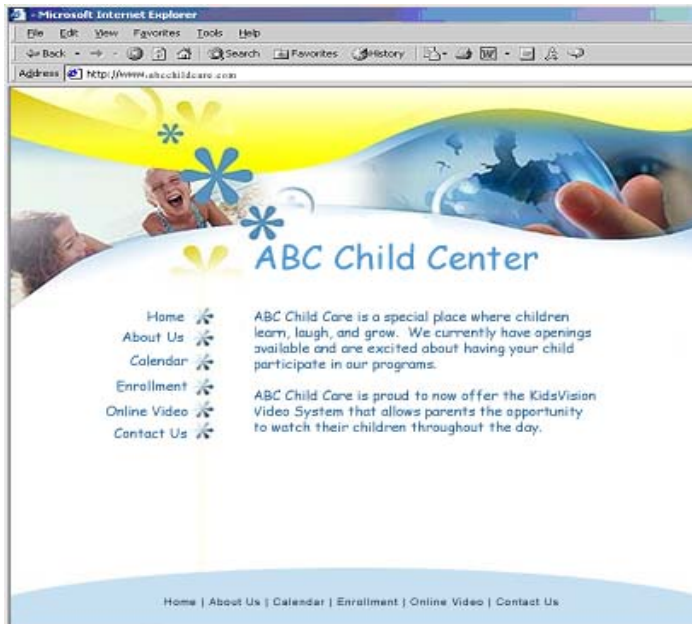 - Microsoft Internet Explorer
File Edit View Favorites Tools Help
Back Search Favorites History
Address http://www.abcchildcare.com
ABC Child Center
Home
About Us
Calendar
Enrollment
Online Video
Contact Us
ABC Child Care is a special place where children
learn, laugh, and grow. We currently have openings
available and are excited about having your child
participate in our programs.
ABC Child Care is proud to now offer the KidsVision
Video System that allows parents the opportunity
to watch their children throughout the day.
Home | About Us | Calendar | Enrollment | Online Video | Contact Us